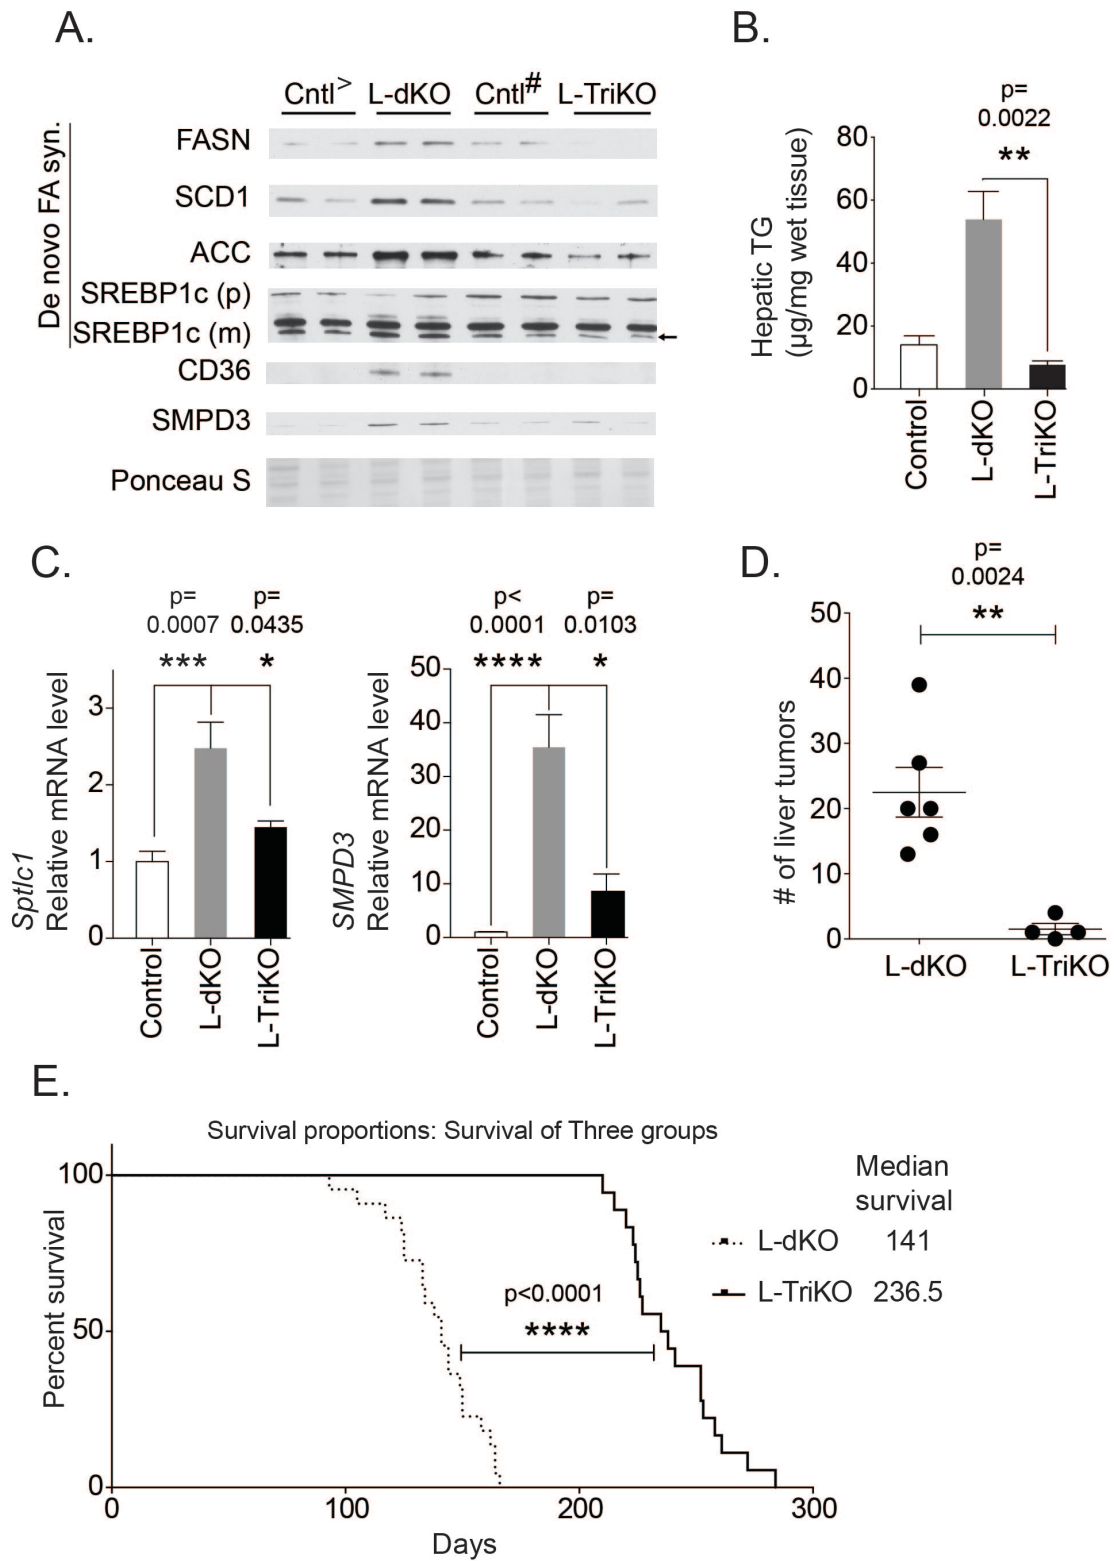 A.
Cntl> L-dKO Cntl# L-TriKO
De novo FA syn.
FASN
SCD1
ACC
SREBP1c (p)
SREBP1c (m)
CD36
SMPD3
Ponceau S
B.
p=
0.0022
**
Hepatic TG
(µg/mg wet tissue)
80
60
40
20
0
Control
L-dKO
L-TriKO
C.
p=
0.0007
***
p=
0.0435
*
Sptlc1
Relative mRNA level
3
2
1
0
Control
L-dKO
L-TriKO
p<
0.0001
****
p=
0.0103
*
SMPD3
Relative mRNA level
50
40
30
20
10
0
Control
L-dKO
L-TriKO
D.
p=
0.0024
**
# of liver tumors
50
40
30
20
10
0
L-dKO
L-TriKO
E.
Survival proportions: Survival of Three groups
Percent survival
100
50
0
0
100
200
300
Days
p<0.0001
****
Median
survival
L-dKO 141
L-TriKO 236.5